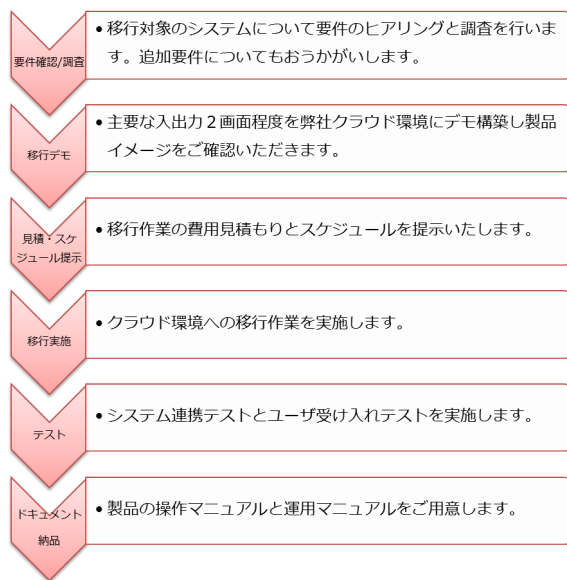 要件確認/調査
• 移行対象のシステムについて要件のヒアリングと調査を行いま
す。追加要件についてもおうかがいします。
移行デモ
• 主要な入出力２画面程度を弊社クラウド環境にデモ構築し製品
イメージをご確認いただきます。
見積・スケ
ジュール提示
• 移行作業の費用見積もりとスケジュールを提示いたします。
移行実施
• クラウド環境への移行作業を実施します。
テスト
• システム連携テストとユーザ受け入れテストを実施します。
ドキュメント
納品
• 製品の操作マニュアルと運用マニュアルをご用意します。